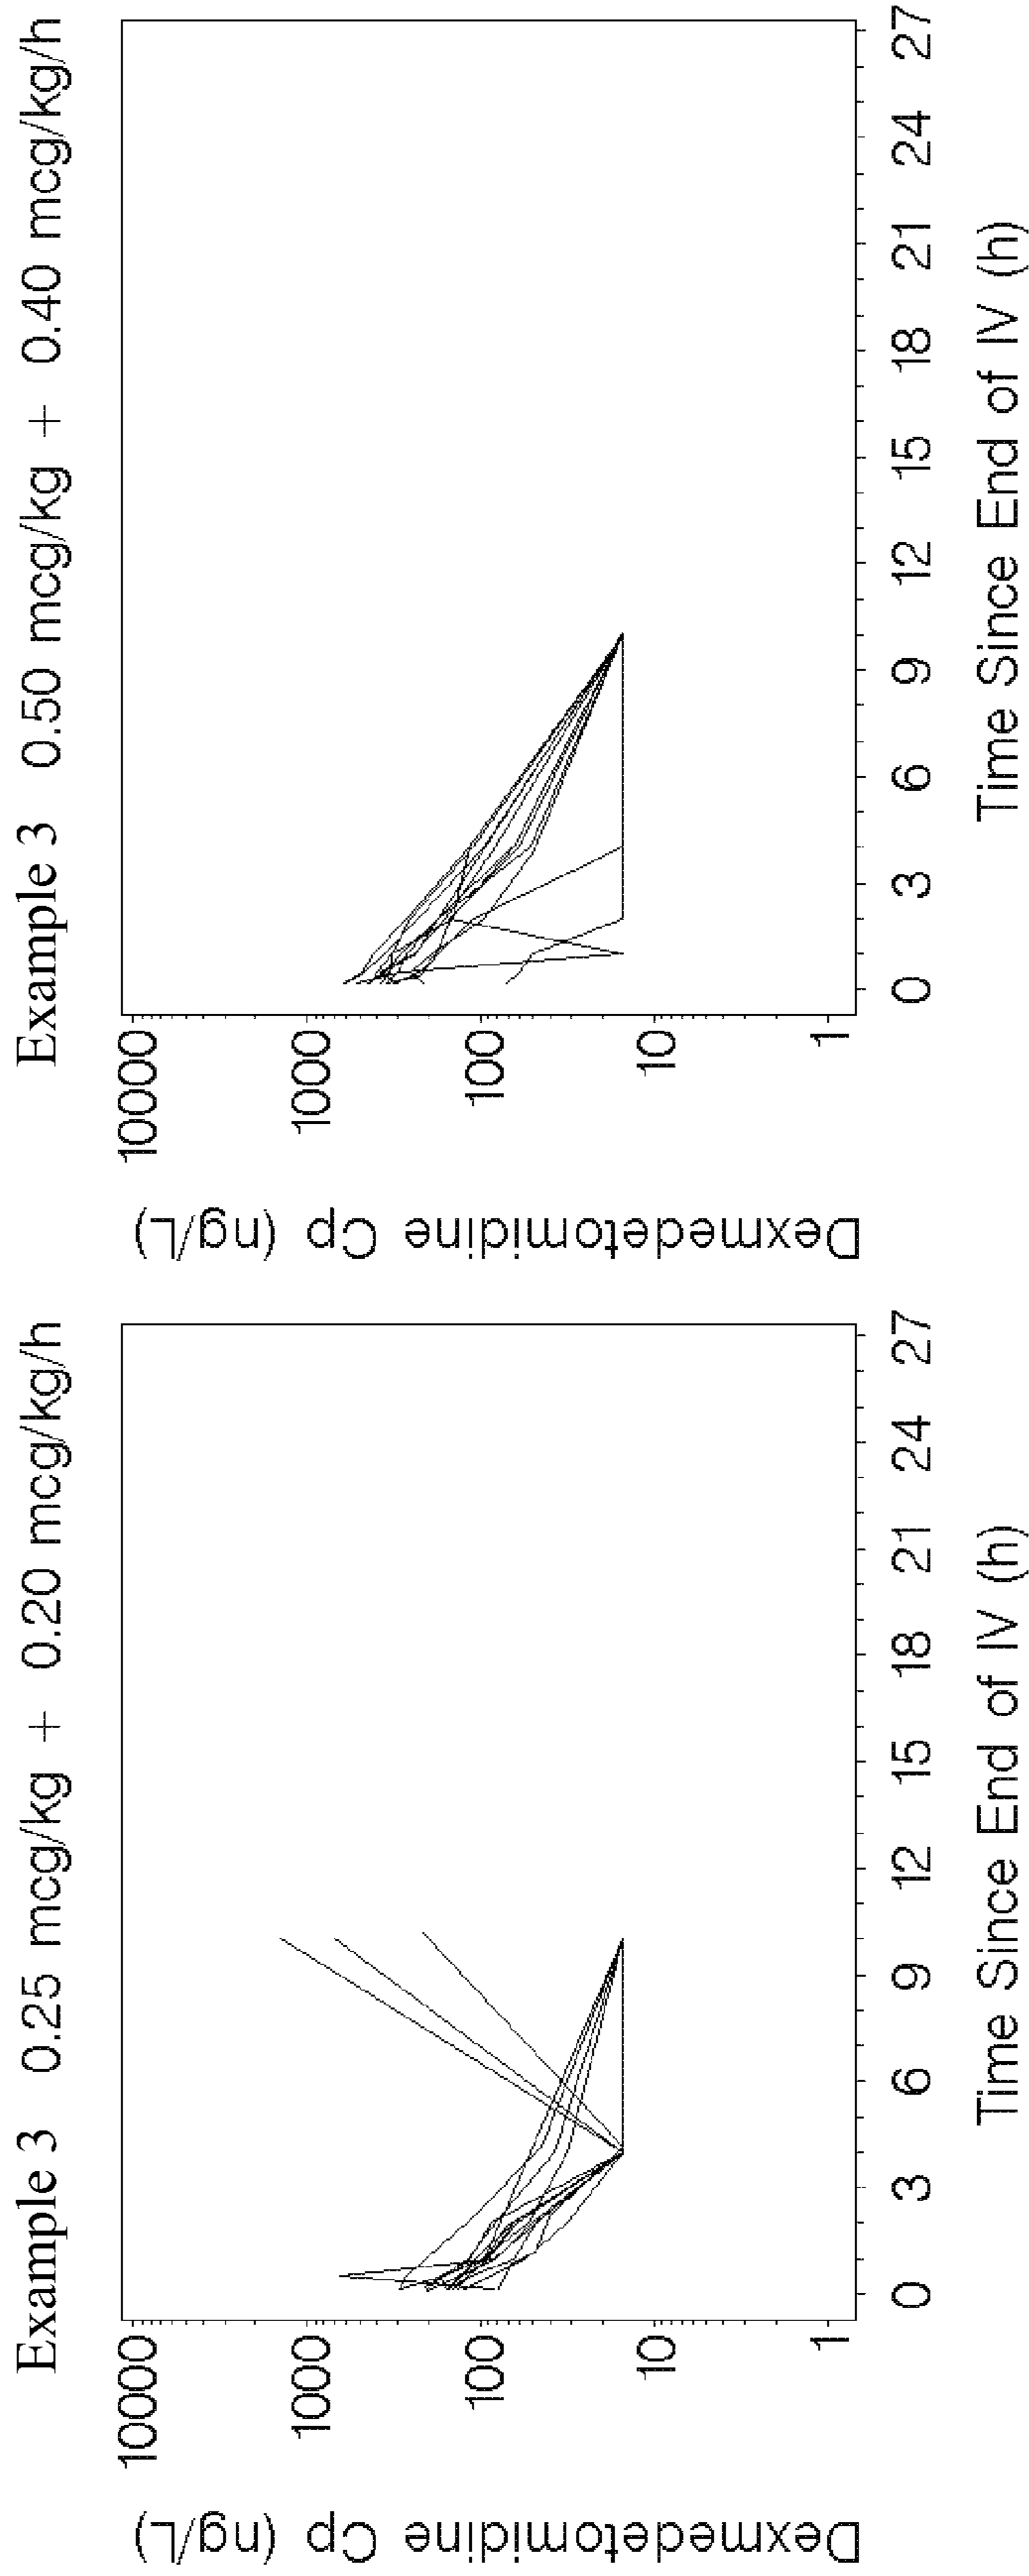 Example 3 0.25 mcg/kg + 0.20 mcg/kg/h
Dexmedetomidine Cp (ng/L)
10000
1000
100
10
1
0 3 6 9 12 15 18 21 24 27
Time Since End of IV (h)
Example 3 0.50 mcg/kg + 0.40 mcg/kg/h
Dexmedetomidine Cp (ng/L)
10000
1000
100
10
1
0 3 6 9 12 15 18 21 24 27
Time Since End of IV (h)